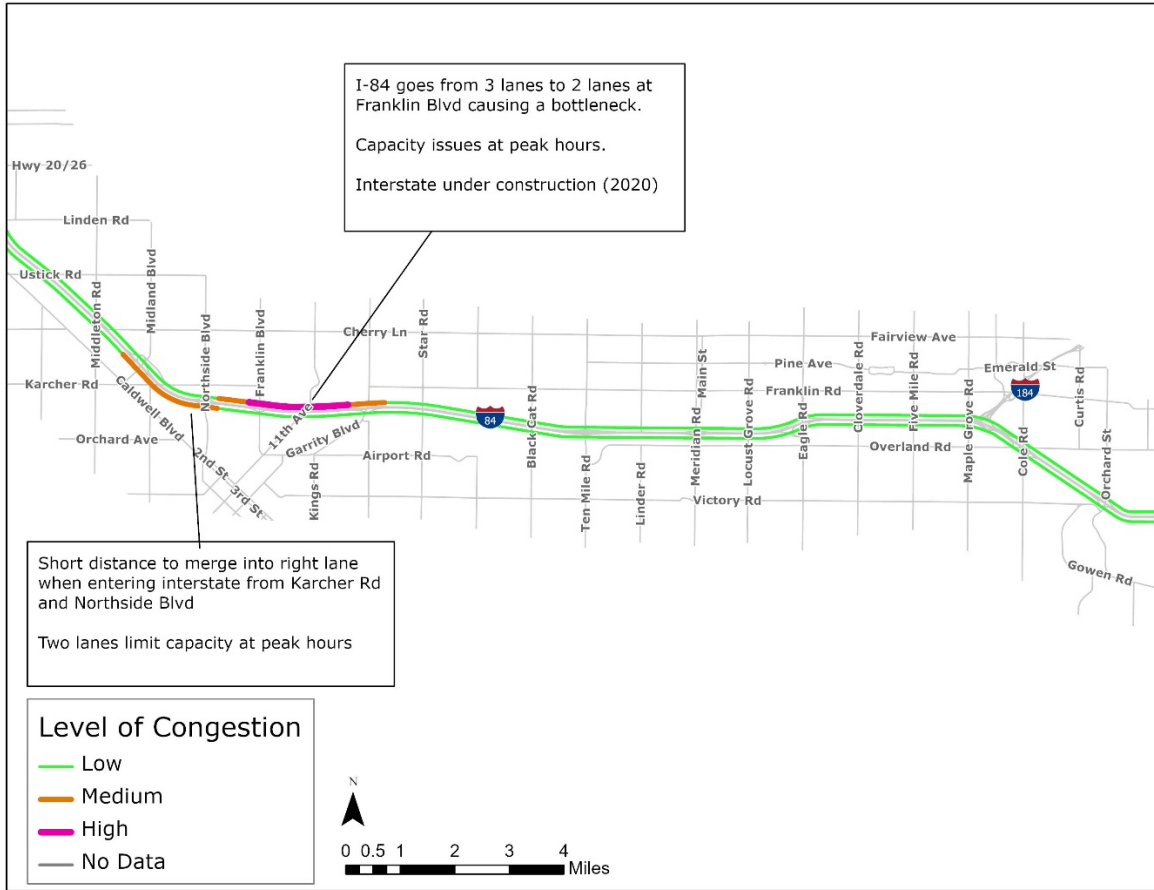 I-84 goes from 3 lanes to 2 lanes at
Franklin Blvd causing a bottleneck.
Capacity issues at peak hours.
Interstate under construction (2020)
Hwy 20/26
Linden Rd
Ustick Rd
Middleton Rd
Midland Blvd
Northside Blvd
Franklin Blvd
Cherry Ln
Star Rd
Fairview Ave
Pine Ave
Emerald St
Karcher Rd
Caldwell Blvd
11th Ave
Main St
Franklin Rd
Cloverdale Rd
Five Mile Rd
184
Curtis Rd
84
Orchard Ave
2nd St
3rd St
Garrity Blvd
Kings Rd
Airport Rd
Black Cat Rd
Ten Mile Rd
Linder Rd
Meridian Rd
Locust Grove Rd
Eagle Rd
Overland Rd
Maple Grove Rd
Cole Rd
Orchard St
Victory Rd
Gowen Rd
Short distance to merge into right lane
when entering interstate from Karcher Rd
and Northside Blvd
Two lanes limit capacity at peak hours
Level of Congestion
Low
Medium
High
No Data
N
0 0.5 1 2 3 4
Miles